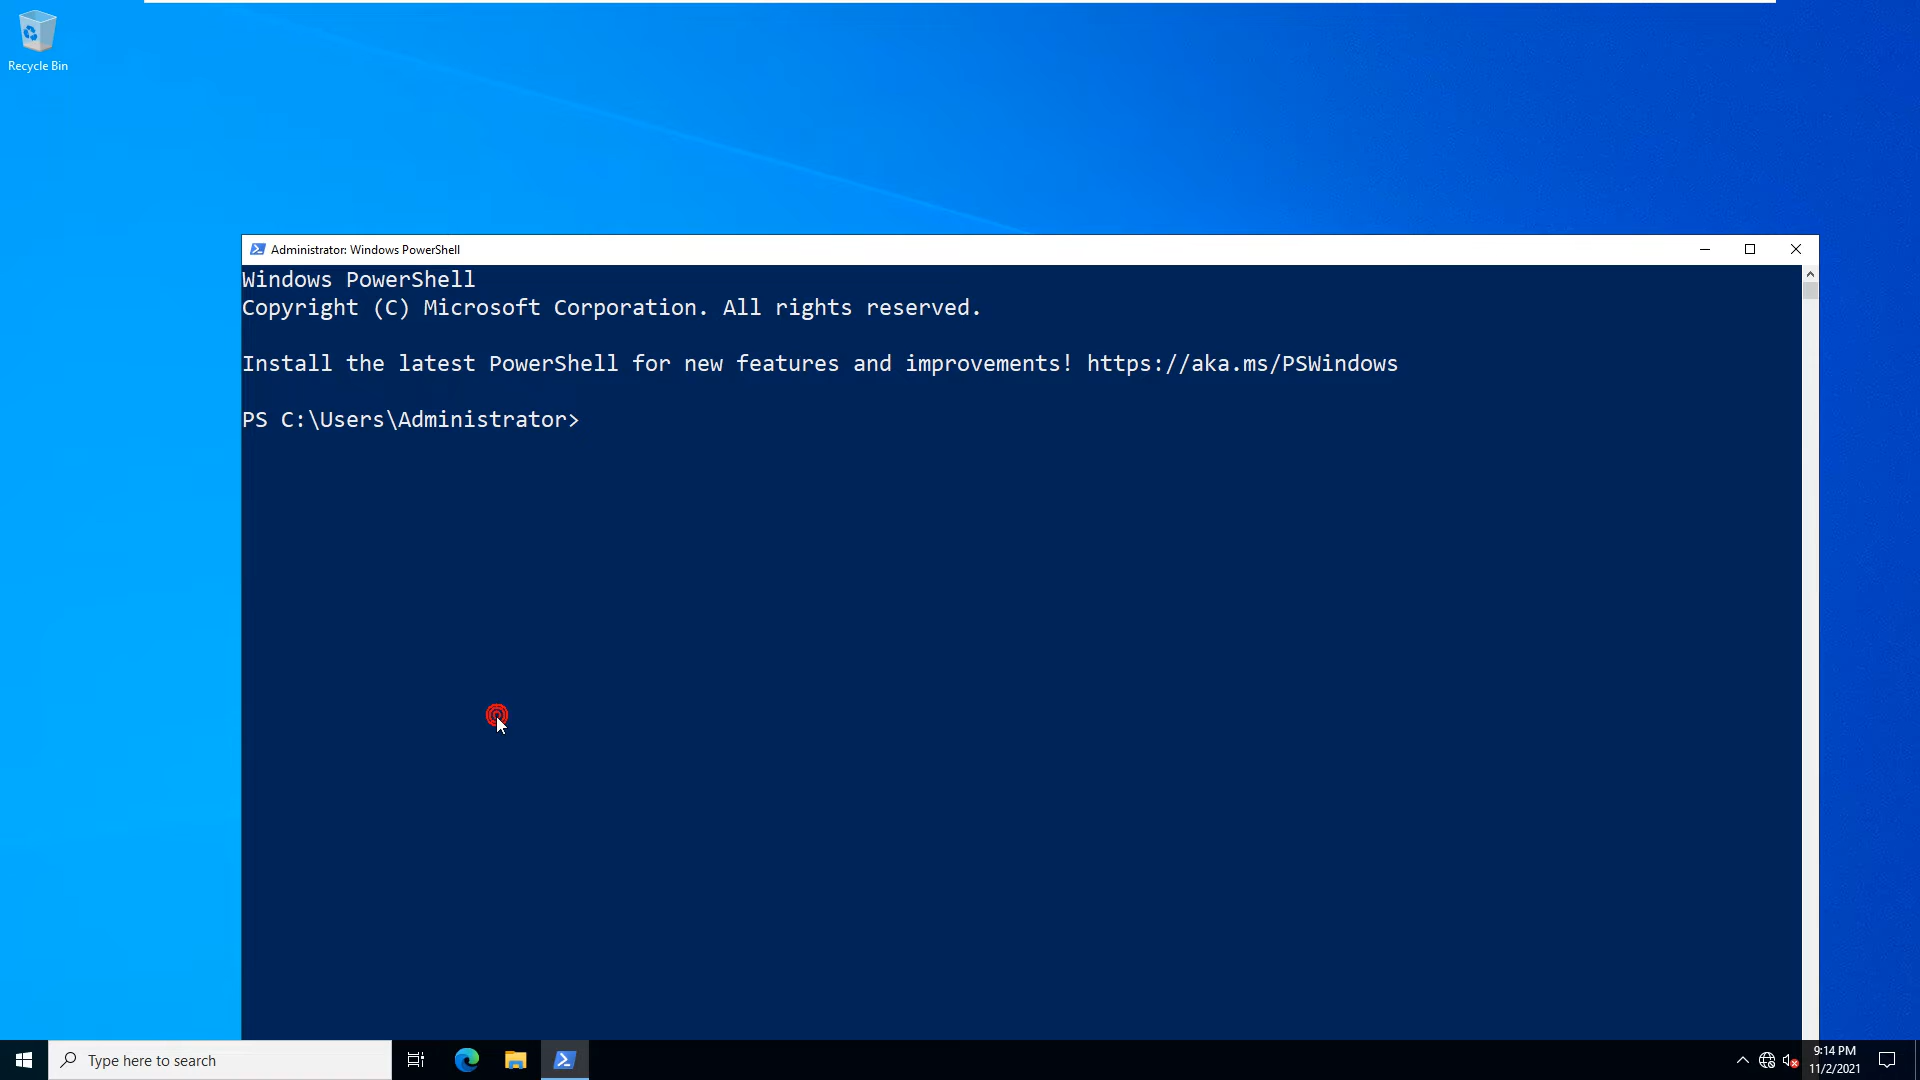 Recycle Bin
Administrator: Windows PowerShell
Windows PowerShell
Copyright (C) Microsoft Corporation. All rights reserved.
Install the latest PowerShell for new features and improvements! https://aka.ms/PSWindows
PS C:\Users\Administrator>
Type here to search
9:14 PM
11/2/2021